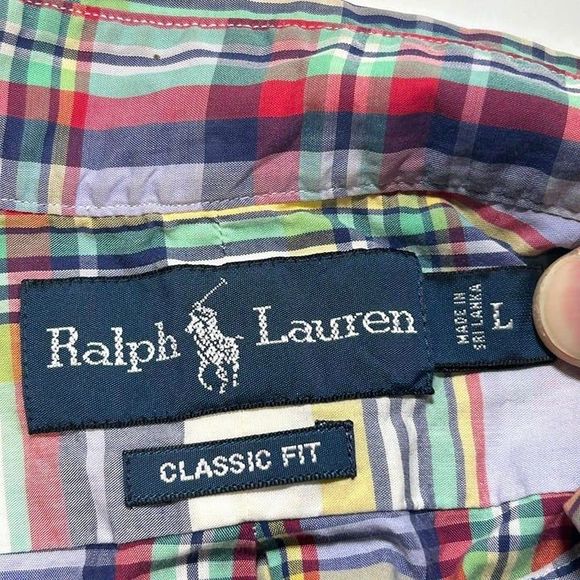 Ralph Lauren
MADE IN
SRI LANKA
L
CLASSIC FIT